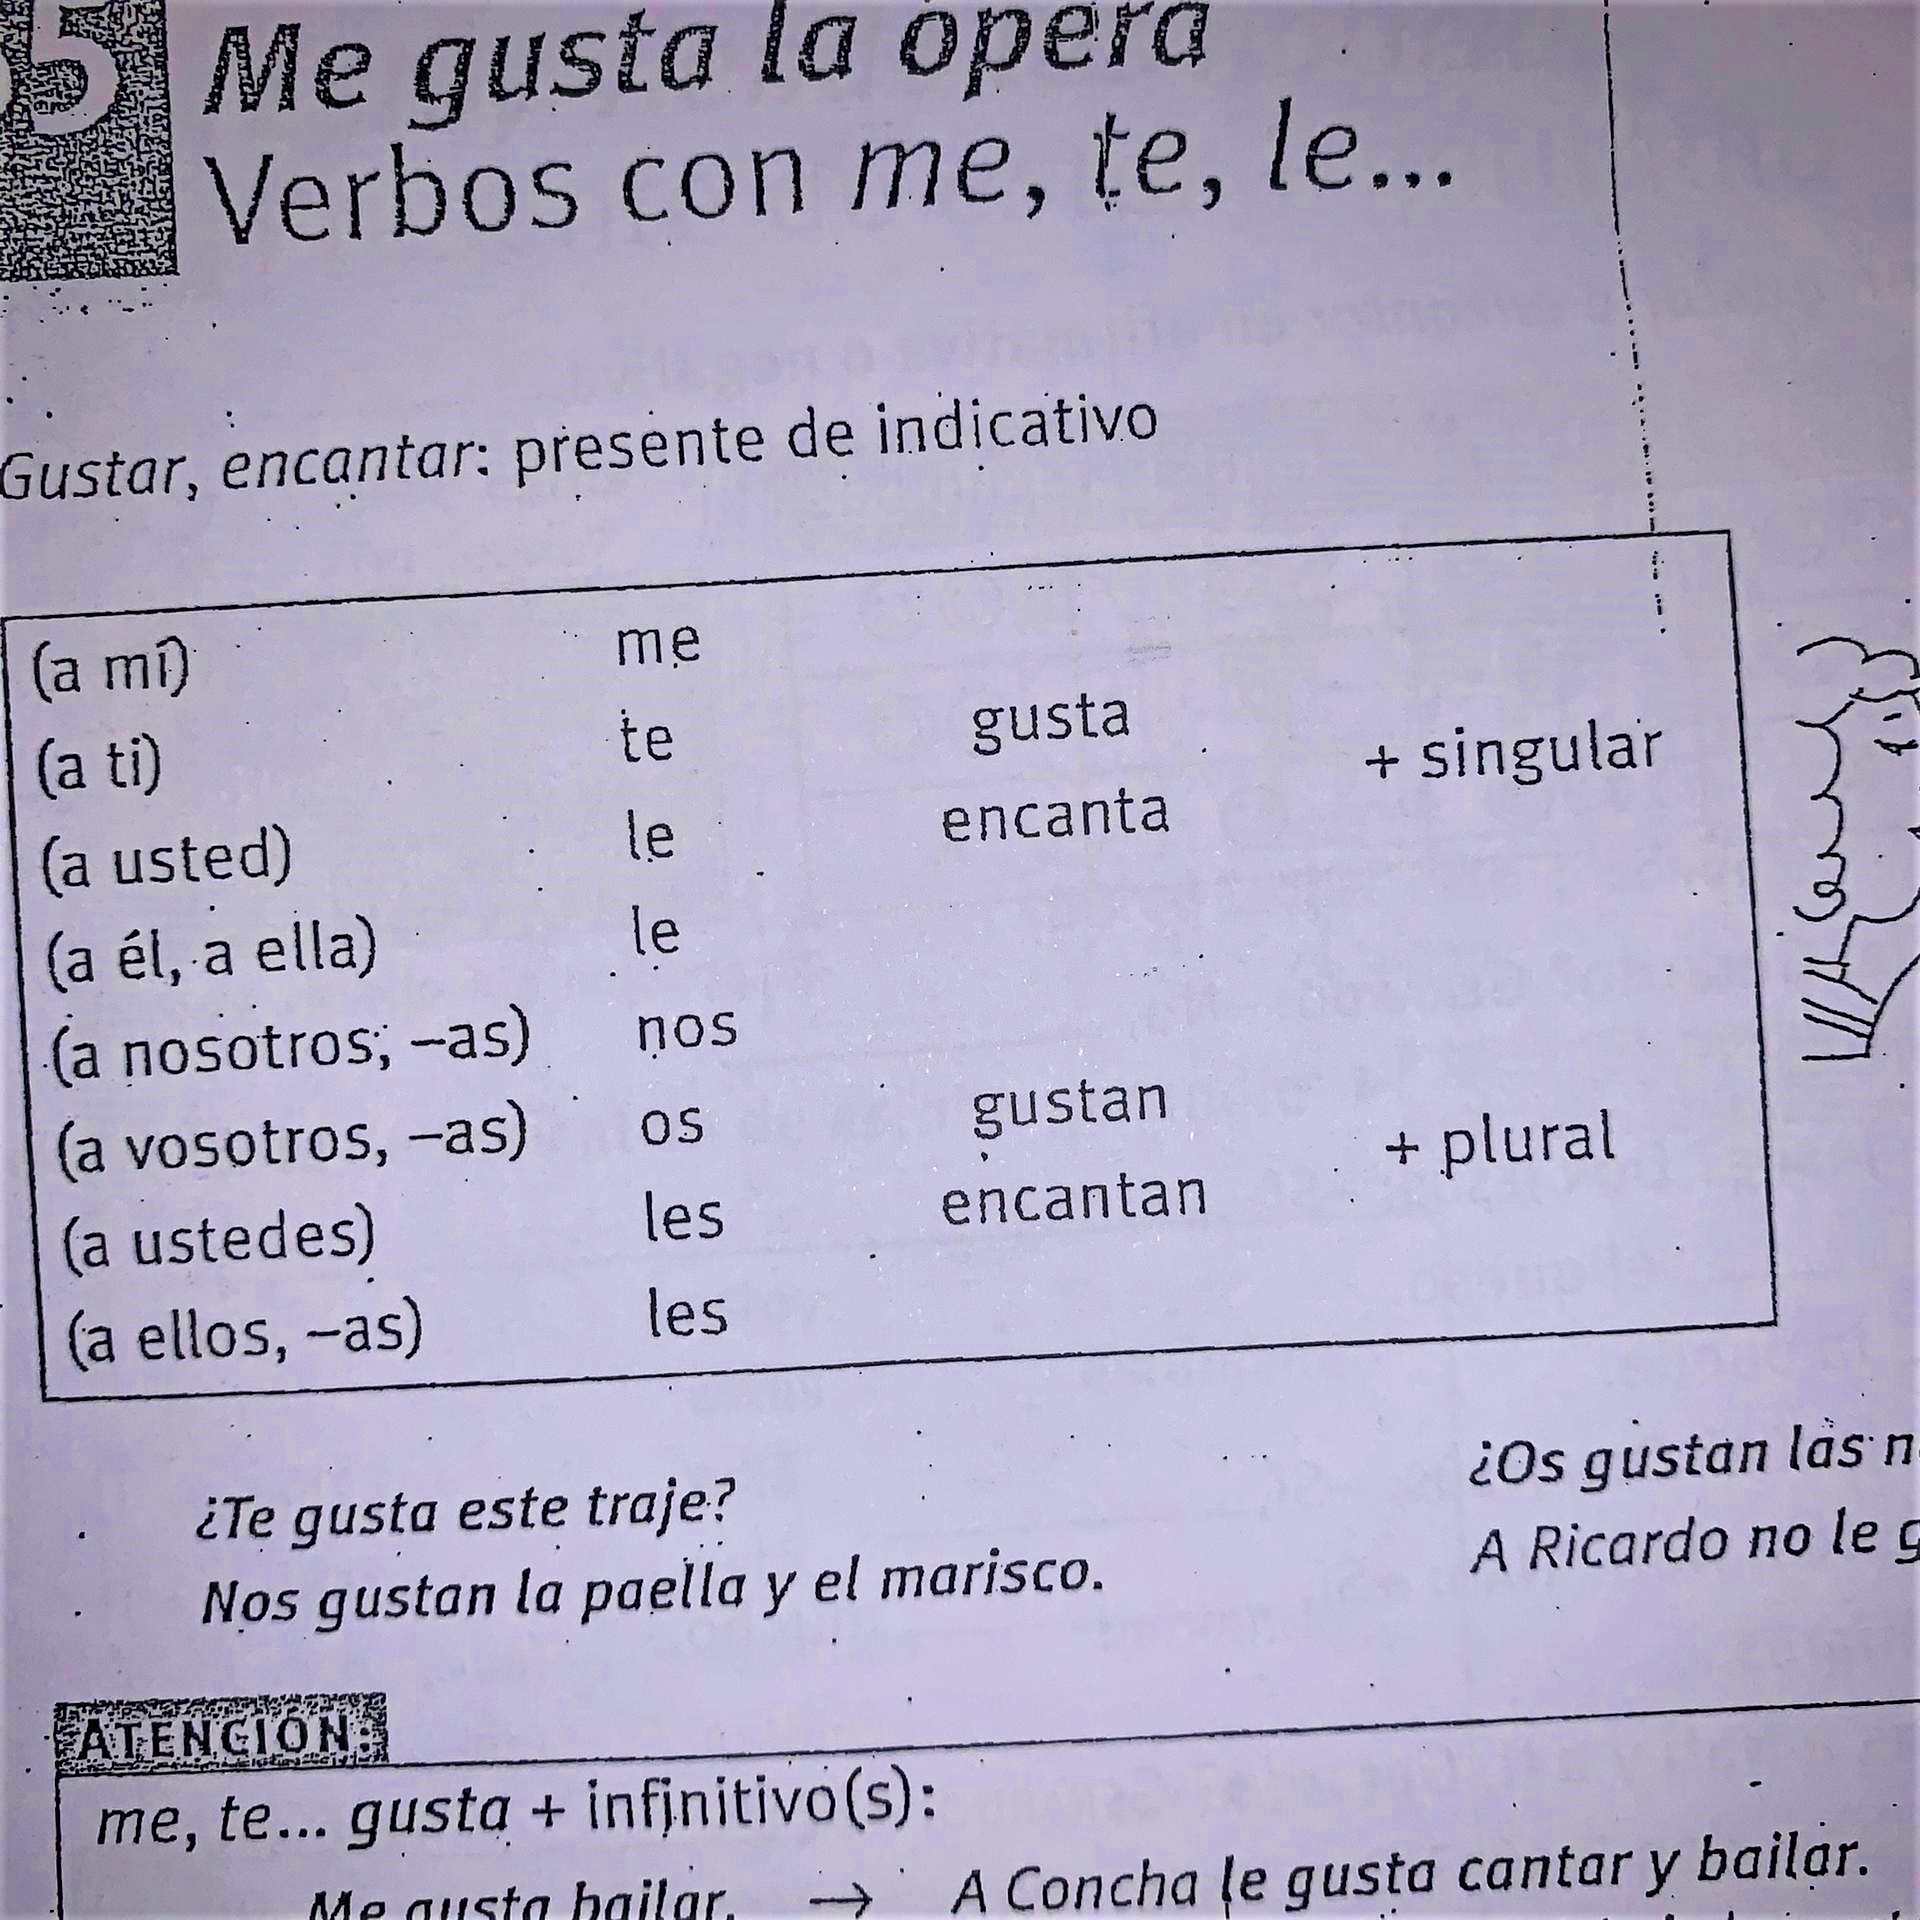 5 Me gusta la ópera
Verbos con me, te, le...
Gustar, encantar: presente de indicativo
(a mí) me
(a ti) te gusta + singular
(a usted) le encanta
(a él, a ella) le
(a nosotros, –as) nos
(a vosotros, –as) os gustan + plural
(a ustedes) les encantan
(a ellos, –as) les
¿Te gusta este traje? ¿Os gustan las
Nos gustan la paella y el marisco. A Ricardo no le
ATENCIÓN:
me, te... gusta + infinitivo(s):
Me gusta bailar. → A Concha le gusta cantar y bailar.